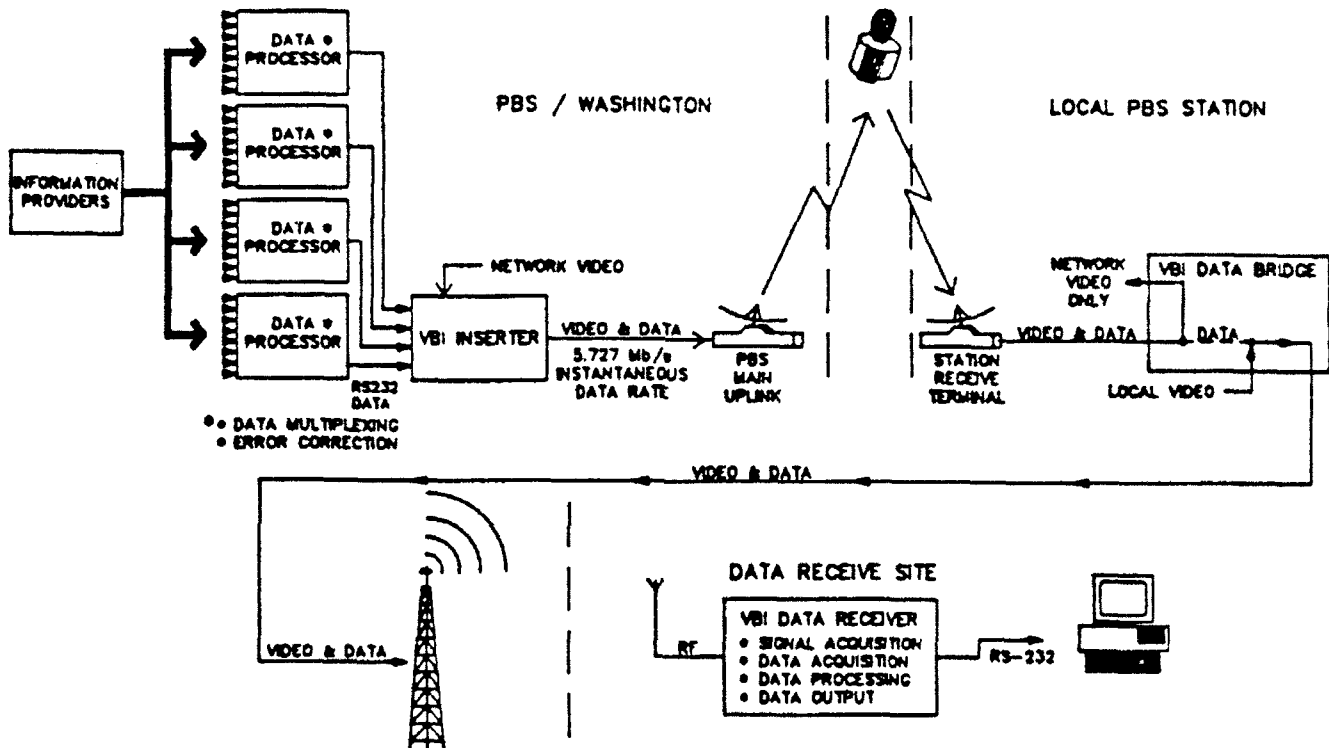 DATA *
PROCESSOR
DATA *
PROCESSOR
DATA *
PROCESSOR
DATA *
PROCESSOR
INFORMATION
PROVIDERS
PBS / WASHINGTON
LOCAL PBS STATION
NETWORK VIDEO
VBI INSERTER
RS232
DATA
* • DATA MULTIPLEXING
• ERROR CORRECTION
VIDEO & DATA
5.727 Mb/s
INSTANTANEOUS
DATA RATE
PBS
MAIN
UPLINK
STATION
RECEIVE
TERMINAL
VIDEO & DATA
NETWORK
VIDEO
ONLY
VBI DATA BRIDGE
DATA
LOCAL VIDEO
VIDEO & DATA
VIDEO & DATA
DATA RECEIVE SITE
RF
VBI DATA RECEIVER
• SIGNAL ACQUISITION
• DATA ACQUISITION
• DATA PROCESSING
• DATA OUTPUT
RS-232